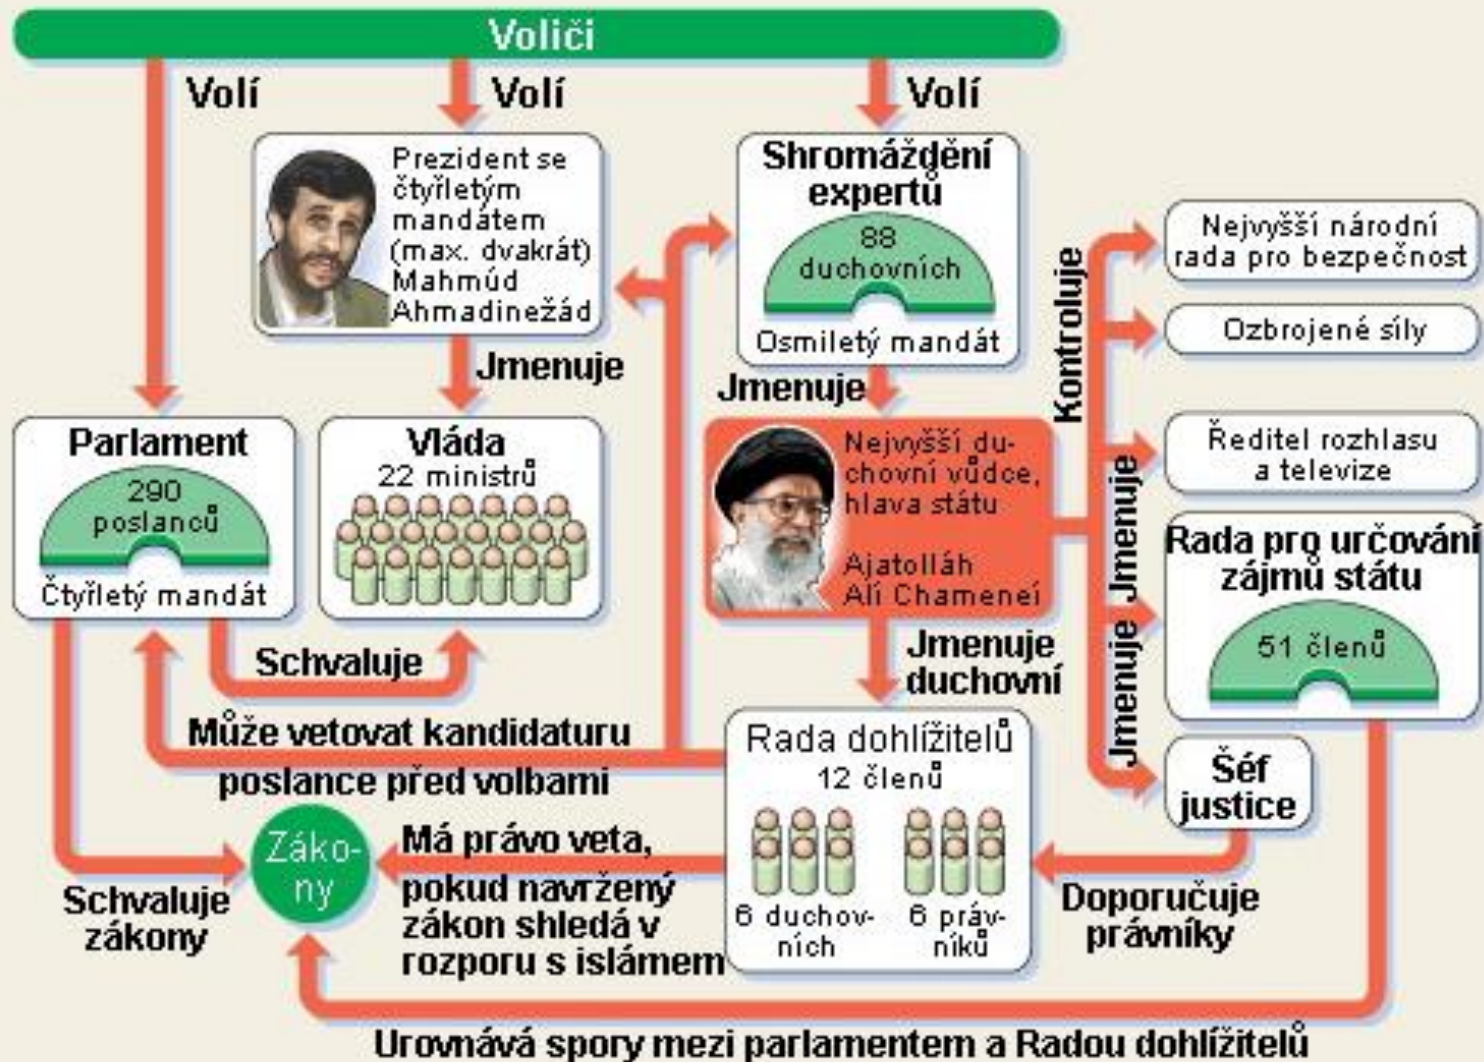 Voliči
Volí
Volí
Volí
Prezident se
čtyřletým
mandátem
(max. dvakrát)
Mahmúd
Ahmadinežád
Shromáždění
expertů
88
duchovních
Osmiletý mandát
Kontroluje
Nejvyšší národní
rada pro bezpečnost
Ozbrojené síly
Jmenuje
Jmenuje
Parlament
290
poslanců
Čtyřletý mandát
Vláda
22 ministrů
Nejvyšší du-
chovní vůdce,
hlava státu
Ajatolláh
Alí Chameneí
Jmenuje
Ředitel rozhlasu
a televize
Jmenuje
Rada pro určování
zájmů státu
51 členů
Schvaluje
Jmenuje
duchovní
Může vetovat kandidaturu
poslance před volbami
Rada dohlížitelů
12 členů
6 duchov-
ních
6 práv-
níků
Šéf
justice
Záko-
ny
Má právo veta,
pokud navržený
zákon shledá v
rozporu s islámem
Schvaluje
zákony
Doporučuje
právníky
Urovnává spory mezi parlamentem a Radou dohlížitelů